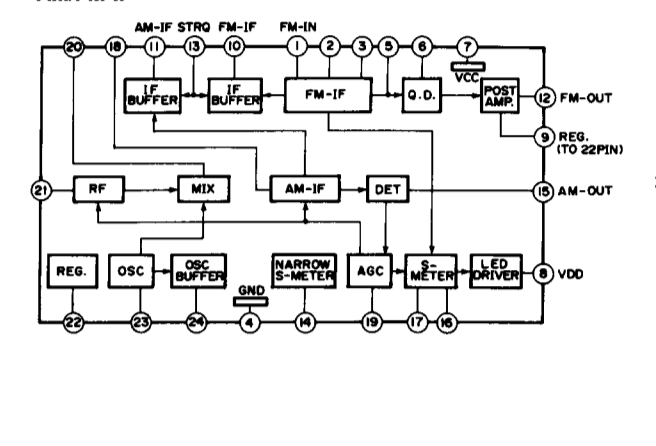 AM-IF STRQ FM-IF FM-IN
20 18 11 13 10 1 2 3 5 6 7
VCC
IF BUFFER
IF BUFFER
FM-IF
Q.D.
POST AMP.
12 FM-OUT
9 REG.
(TO 22PIN)
21
RF
MIX
AM-IF
DET
15 AM-OUT
REG.
OSC
OSC BUFFER
GND
NARROW S-METER
AGC
S-METER
LED DRIVER
8 VDD
22 23 24 4 14 19 17 16